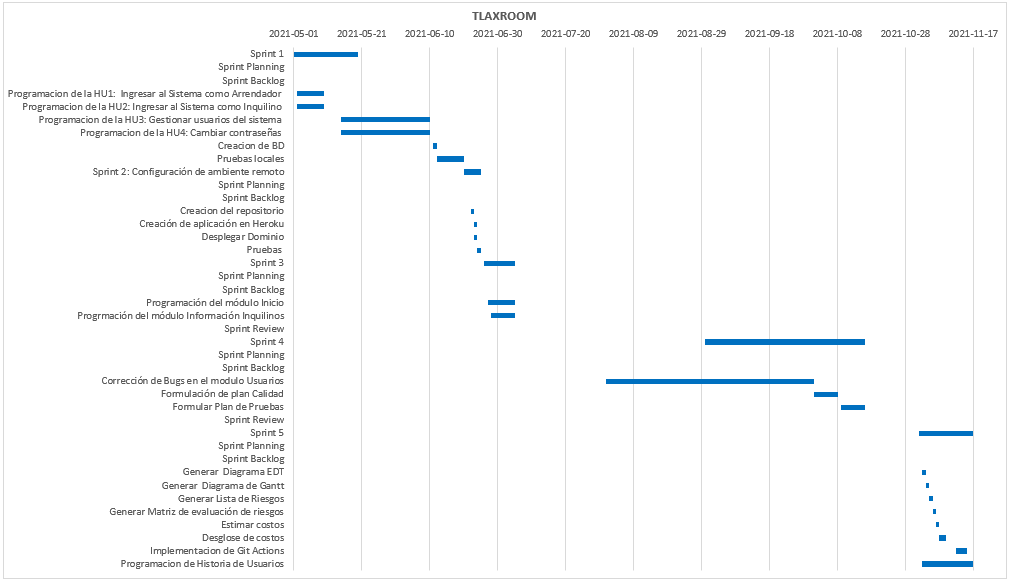 TLAXROOM
2021-05-01 2021-05-21 2021-06-10 2021-06-30 2021-07-20 2021-08-09 2021-08-29 2021-09-18 2021-10-08 2021-10-28 2021-11-17
Sprint 1
Sprint Planning
Sprint Backlog
Programacion de la HU1: Ingresar al Sistema como Arrendador
Programacion de la HU2: Ingresar al Sistema como Inquilino
Programacion de la HU3: Gestionar usuarios del sistema
Programacion de la HU4: Cambiar contraseñas
Creacion de BD
Pruebas locales
Sprint 2: Configuración de ambiente remoto
Sprint Planning
Sprint Backlog
Creacion del repositorio
Creación de aplicación en Heroku
Desplegar Dominio
Pruebas
Sprint 3
Sprint Planning
Sprint Backlog
Programación del módulo Inicio
Progrmación del módulo Información Inquilinos
Sprint Review
Sprint 4
Sprint Planning
Sprint Backlog
Corrección de Bugs en el modulo Usuarios
Formulación de plan Calidad
Formular Plan de Pruebas
Sprint Review
Sprint 5
Sprint Planning
Sprint Backlog
Generar Diagrama EDT
Generar Diagrama de Gantt
Generar Lista de Riesgos
Generar Matriz de evaluación de riesgos
Estimar costos
Desglose de costos
Implementacion de Git Actions
Programacion de Historia de Usuarios